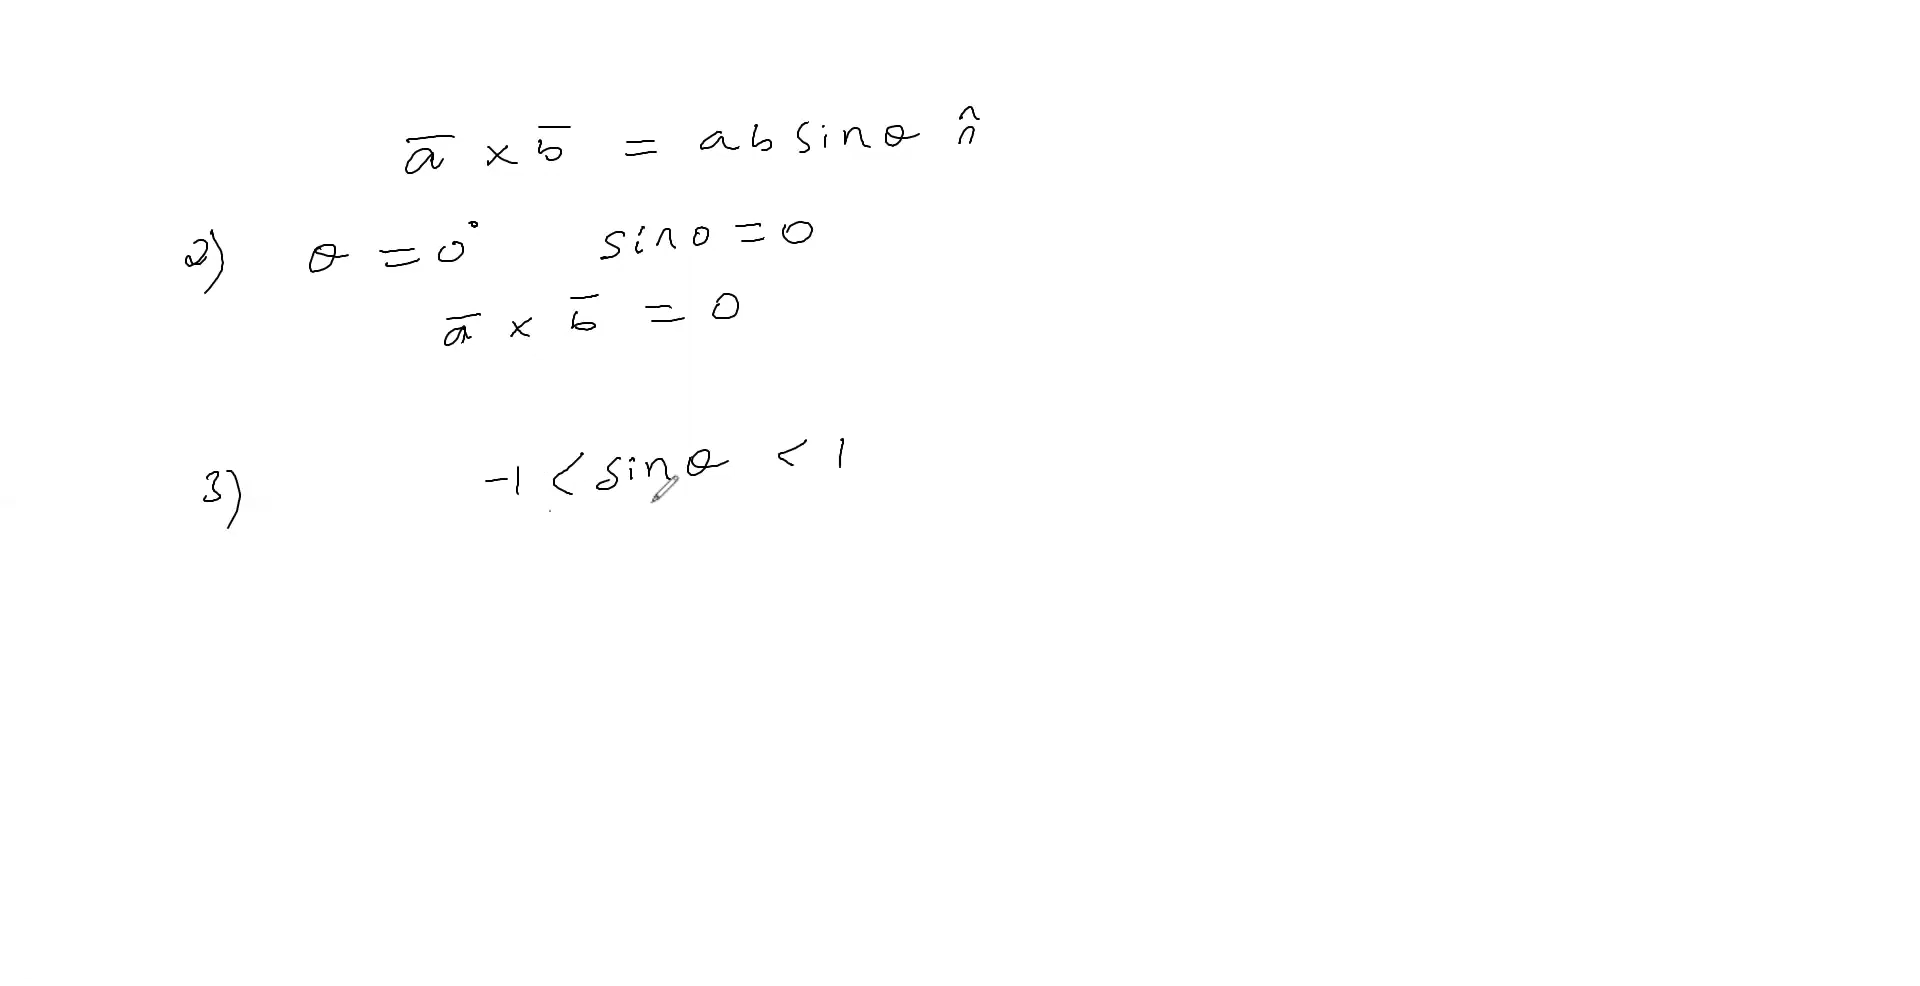 a̅ × b̅ = ab sinθ n̂
2) θ = 0° sin0 = 0
a̅ × b̅ = 0
3) -1 < sinθ < 1